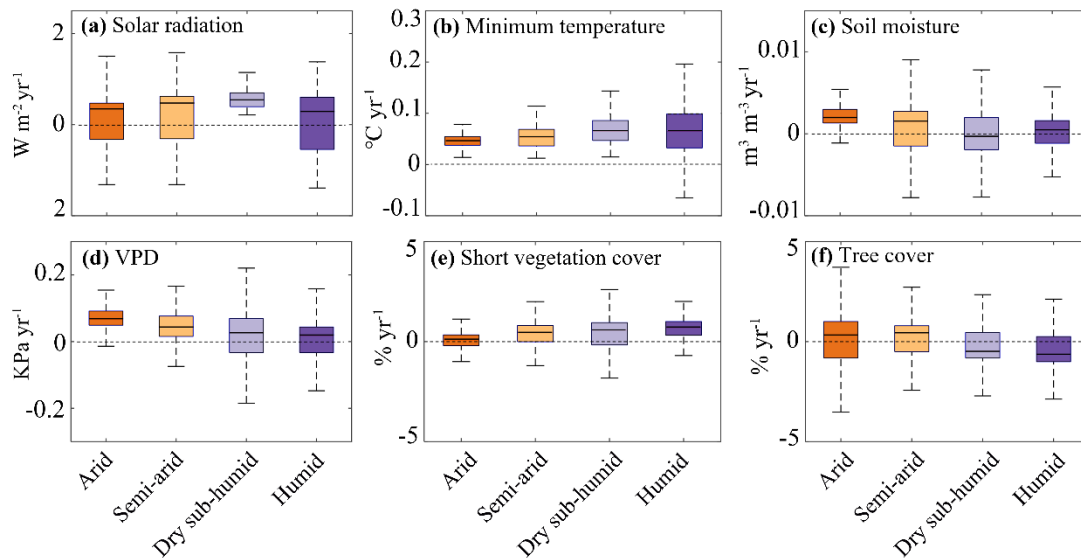 (a) Solar radiation
2
0
2
W m-2 yr-1
(b) Minimum temperature
0.3
0.2
0.1
0
-0.1
°C yr-1
(c) Soil moisture
0.01
0
-0.01
m3 m-3 yr-1
(d) VPD
0.2
0
-0.2
KPa yr-1
(e) Short vegetation cover
5
0
-5
% yr-1
(f) Tree cover
5
0
-5
% yr-1
Arid
Semi-arid
Dry sub-humid
Humid
Arid
Semi-arid
Dry sub-humid
Humid
Arid
Semi-arid
Dry sub-humid
Humid